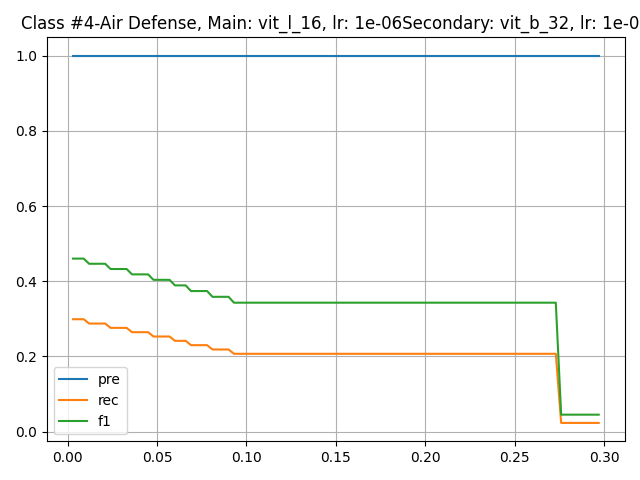 Class #4-Air Defense, Main: vit_l_16, lr: 1e-06Secondary: vit_b_32, lr: 1e-0
1.0
0.8
0.6
0.4
0.2
0.0
pre
rec
f1
0.00 0.05 0.10 0.15 0.20 0.25 0.30